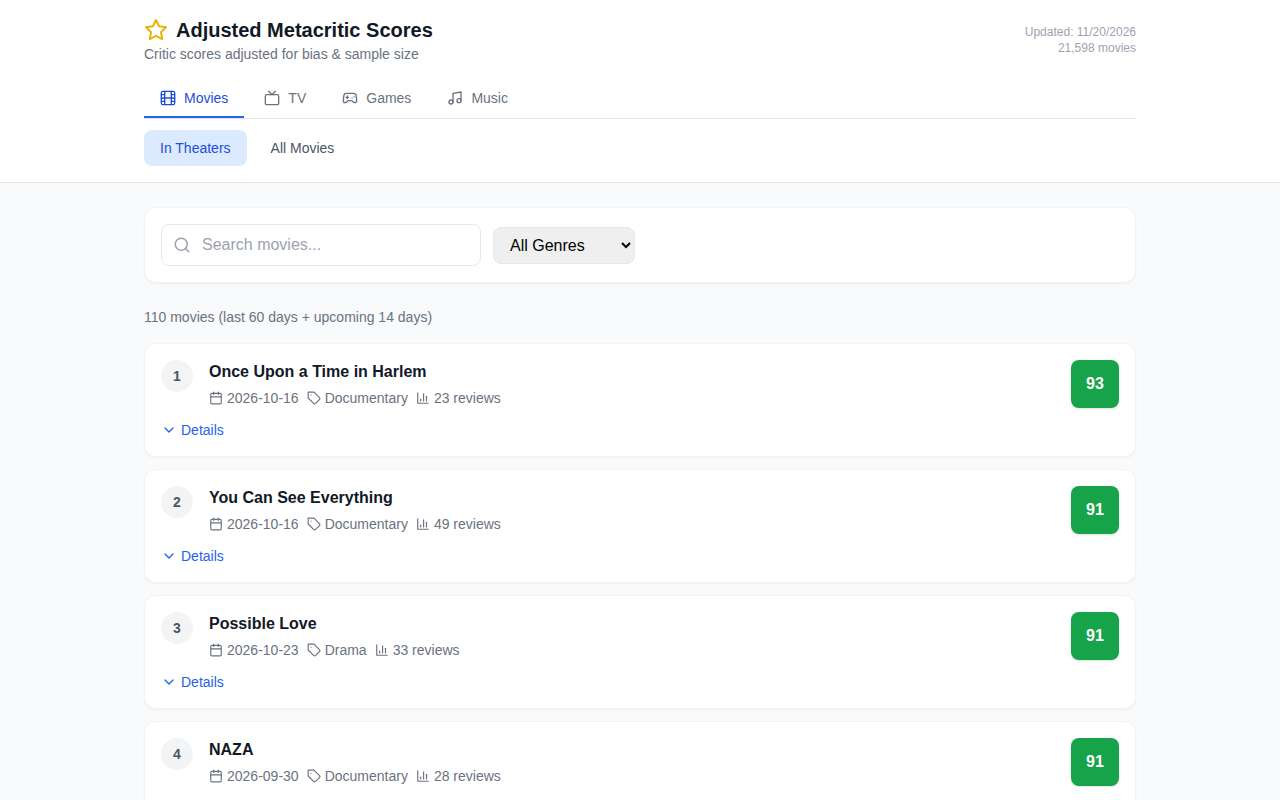 Adjusted Metacritic Scores
Critic scores adjusted for bias & sample size
Updated: 11/20/2026
21,598 movies
Movies TV Games Music
In Theaters All Movies
Search movies... All Genres
110 movies (last 60 days + upcoming 14 days)
1 Once Upon a Time in Harlem 93
2026-10-16 Documentary 23 reviews
Details
2 You Can See Everything 91
2026-10-16 Documentary 49 reviews
Details
3 Possible Love 91
2026-10-23 Drama 33 reviews
Details
4 NAZA 91
2026-09-30 Documentary 28 reviews